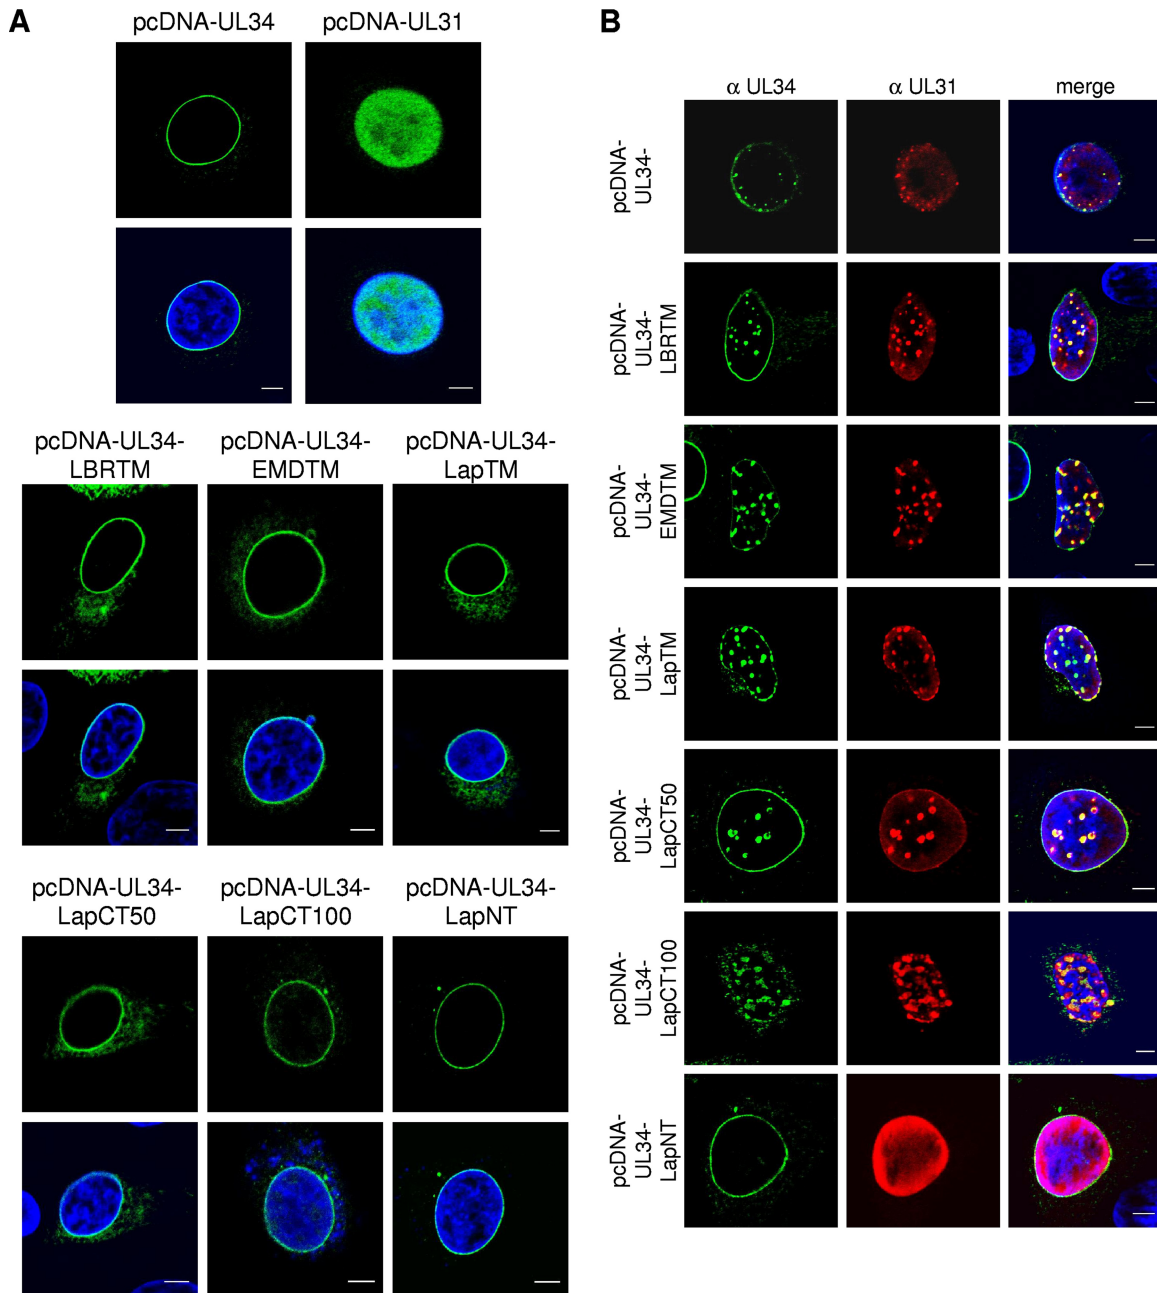 A
pcDNA-UL34
pcDNA-UL31
pcDNA-UL34-
LBRTM
pcDNA-UL34-
EMDTM
pcDNA-UL34-
LapTM
pcDNA-UL34-
LapCT50
pcDNA-UL34-
LapCT100
pcDNA-UL34-
LapNT
B
α UL34
α UL31
merge
pcDNA-
UL34-
pcDNA-
UL34-
LBRTM
pcDNA-
UL34-
EMDTM
pcDNA-
UL34-
LapTM
pcDNA-
UL34-
LapCT50
pcDNA-
UL34-
LapCT100
pcDNA-
UL34-
LapNT